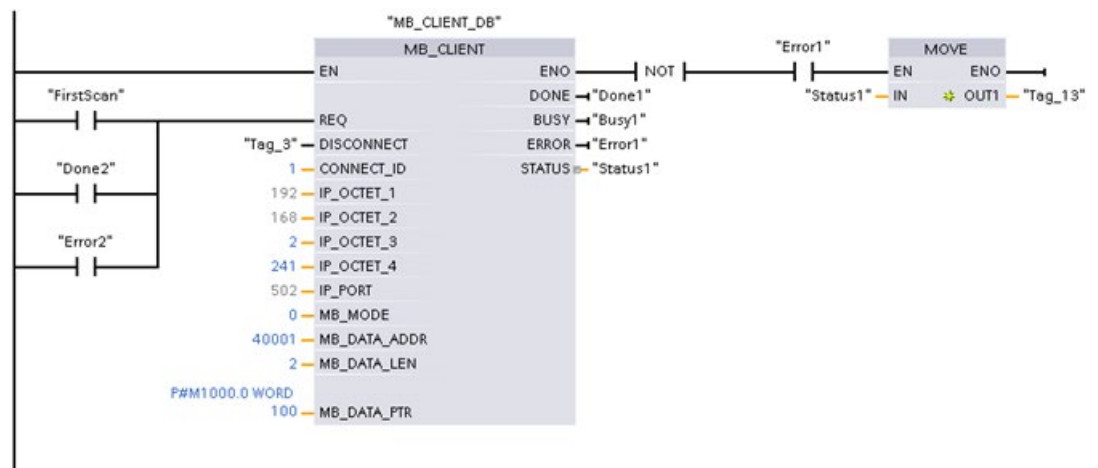 "MB_CLIENT_DB"
MB_CLIENT
"Error1"
MOVE
EN
ENO
NOT
EN
ENO
"FirstScan"
DONE
"Done1"
"Status1"
IN
OUT1
"Tag_13"
REQ
BUSY
"Busy1"
"Tag_3"
DISCONNECT
ERROR
"Error1"
"Done2"
1
CONNECT_ID
STATUS
"Status1"
192
IP_OCTET_1
168
IP_OCTET_2
"Error2"
2
IP_OCTET_3
241
IP_OCTET_4
502
IP_PORT
0
MB_MODE
40001
MB_DATA_ADDR
2
MB_DATA_LEN
P#M1000.0 WORD
100
MB_DATA_PTR